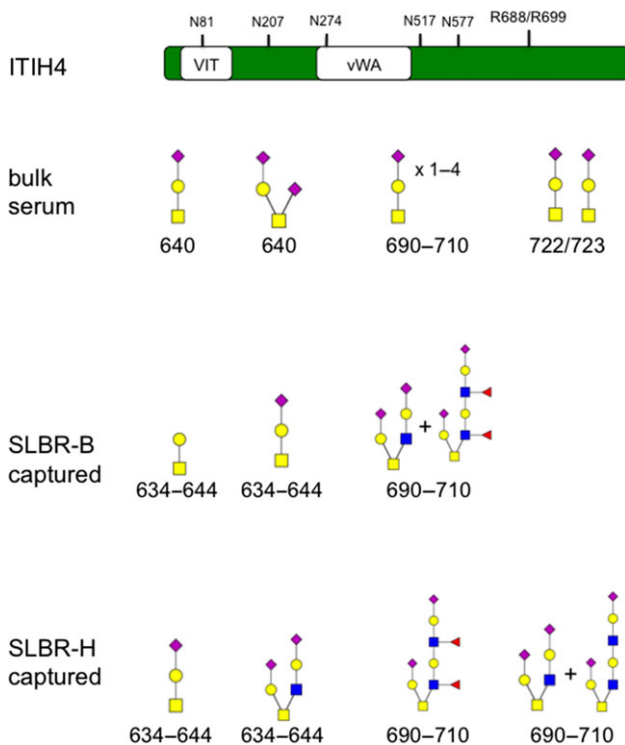 N81 N207 N274 N517 N577 R688/R699
ITIH4 VIT vWA
bulk
serum
x 1–4
640 640 690–710 722/723
SLBR-B
captured
+
634–644 634–644 690–710
SLBR-H
captured
+
634–644 634–644 690–710 690–710